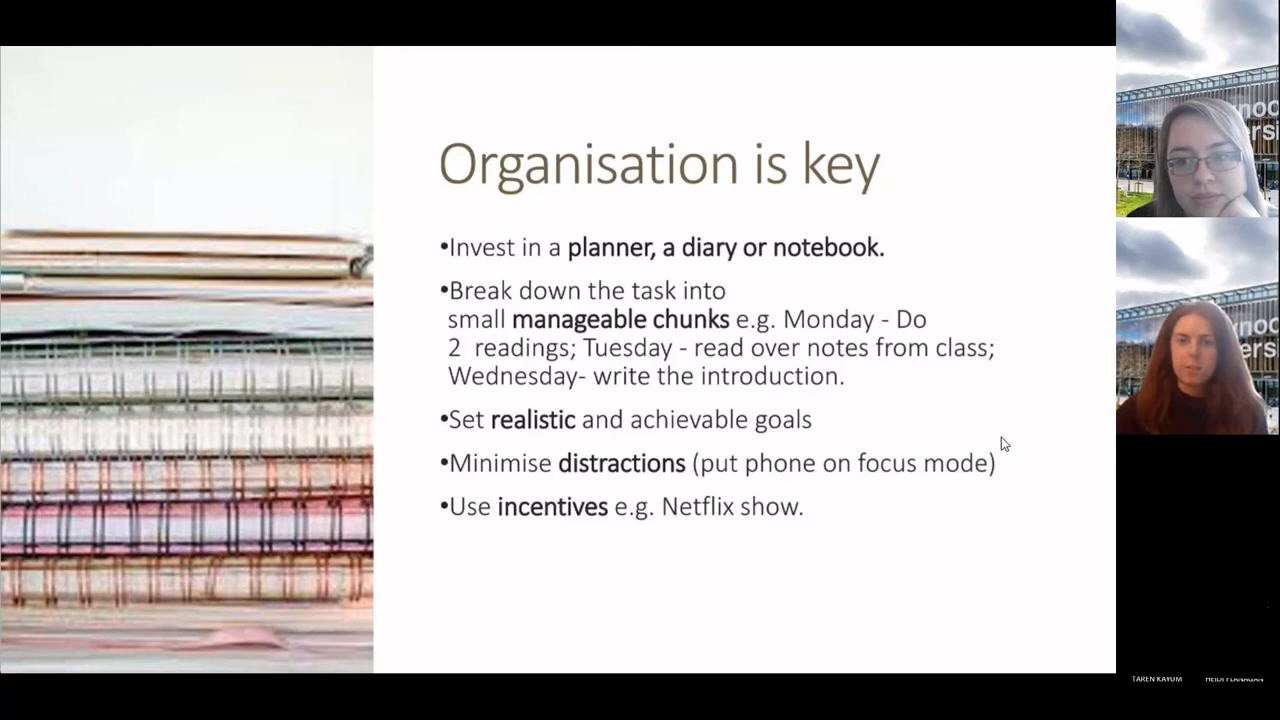 Organisation is key
•Invest in a planner, a diary or notebook.
•Break down the task into
small manageable chunks e.g. Monday - Do
2 readings; Tuesday - read over notes from class;
Wednesday- write the introduction.
•Set realistic and achievable goals
•Minimise distractions (put phone on focus mode)
•Use incentives e.g. Netflix show.
TAREN KAYUM HEIDI FLANAGAN